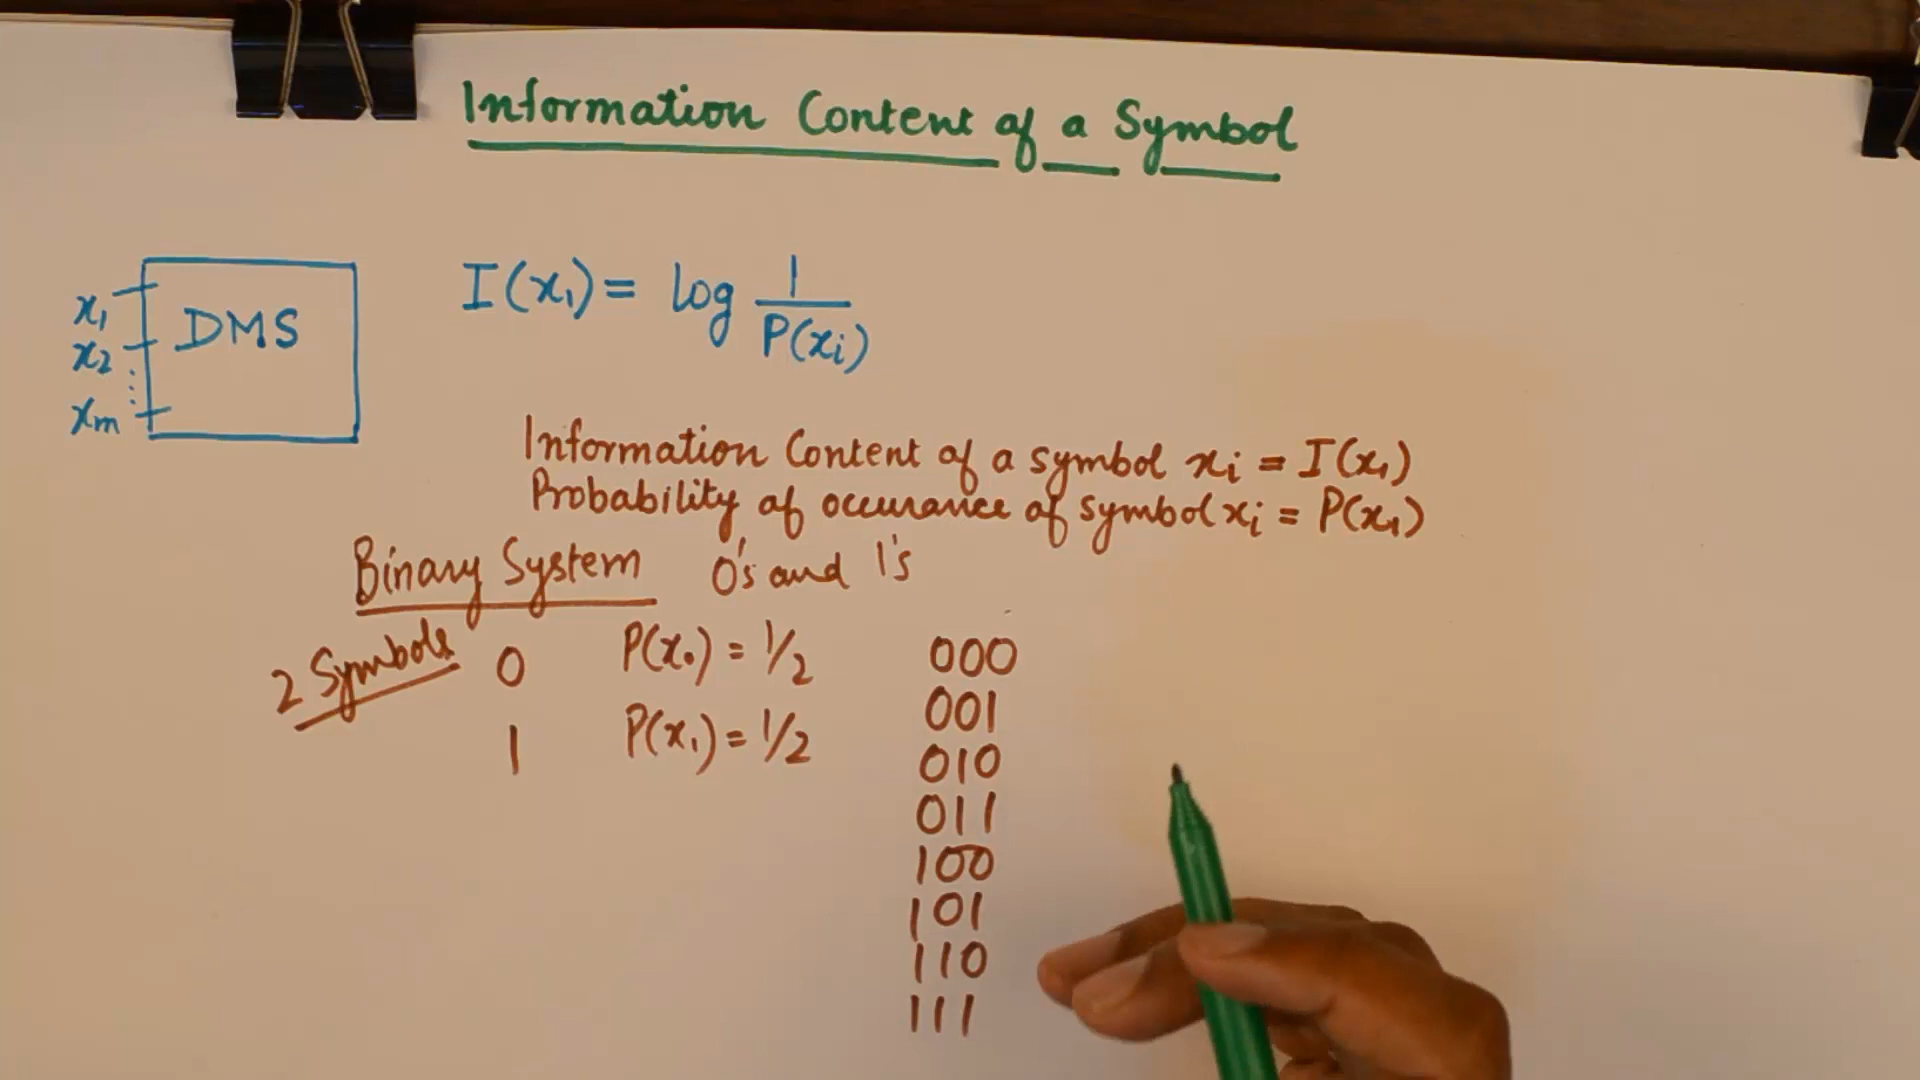 Information Content of a Symbol
x₁
x₂
xm
DMS
I(x₁) = log 1/P(xi)
Information Content of a symbol xi = I(x₁)
Probability of occurance of symbol xi = P(x₁)
Binary System 0's and 1's
2 Symbols 0 P(x₀) = 1/2
1 P(x₁) = 1/2
000
001
010
011
100
101
110
111